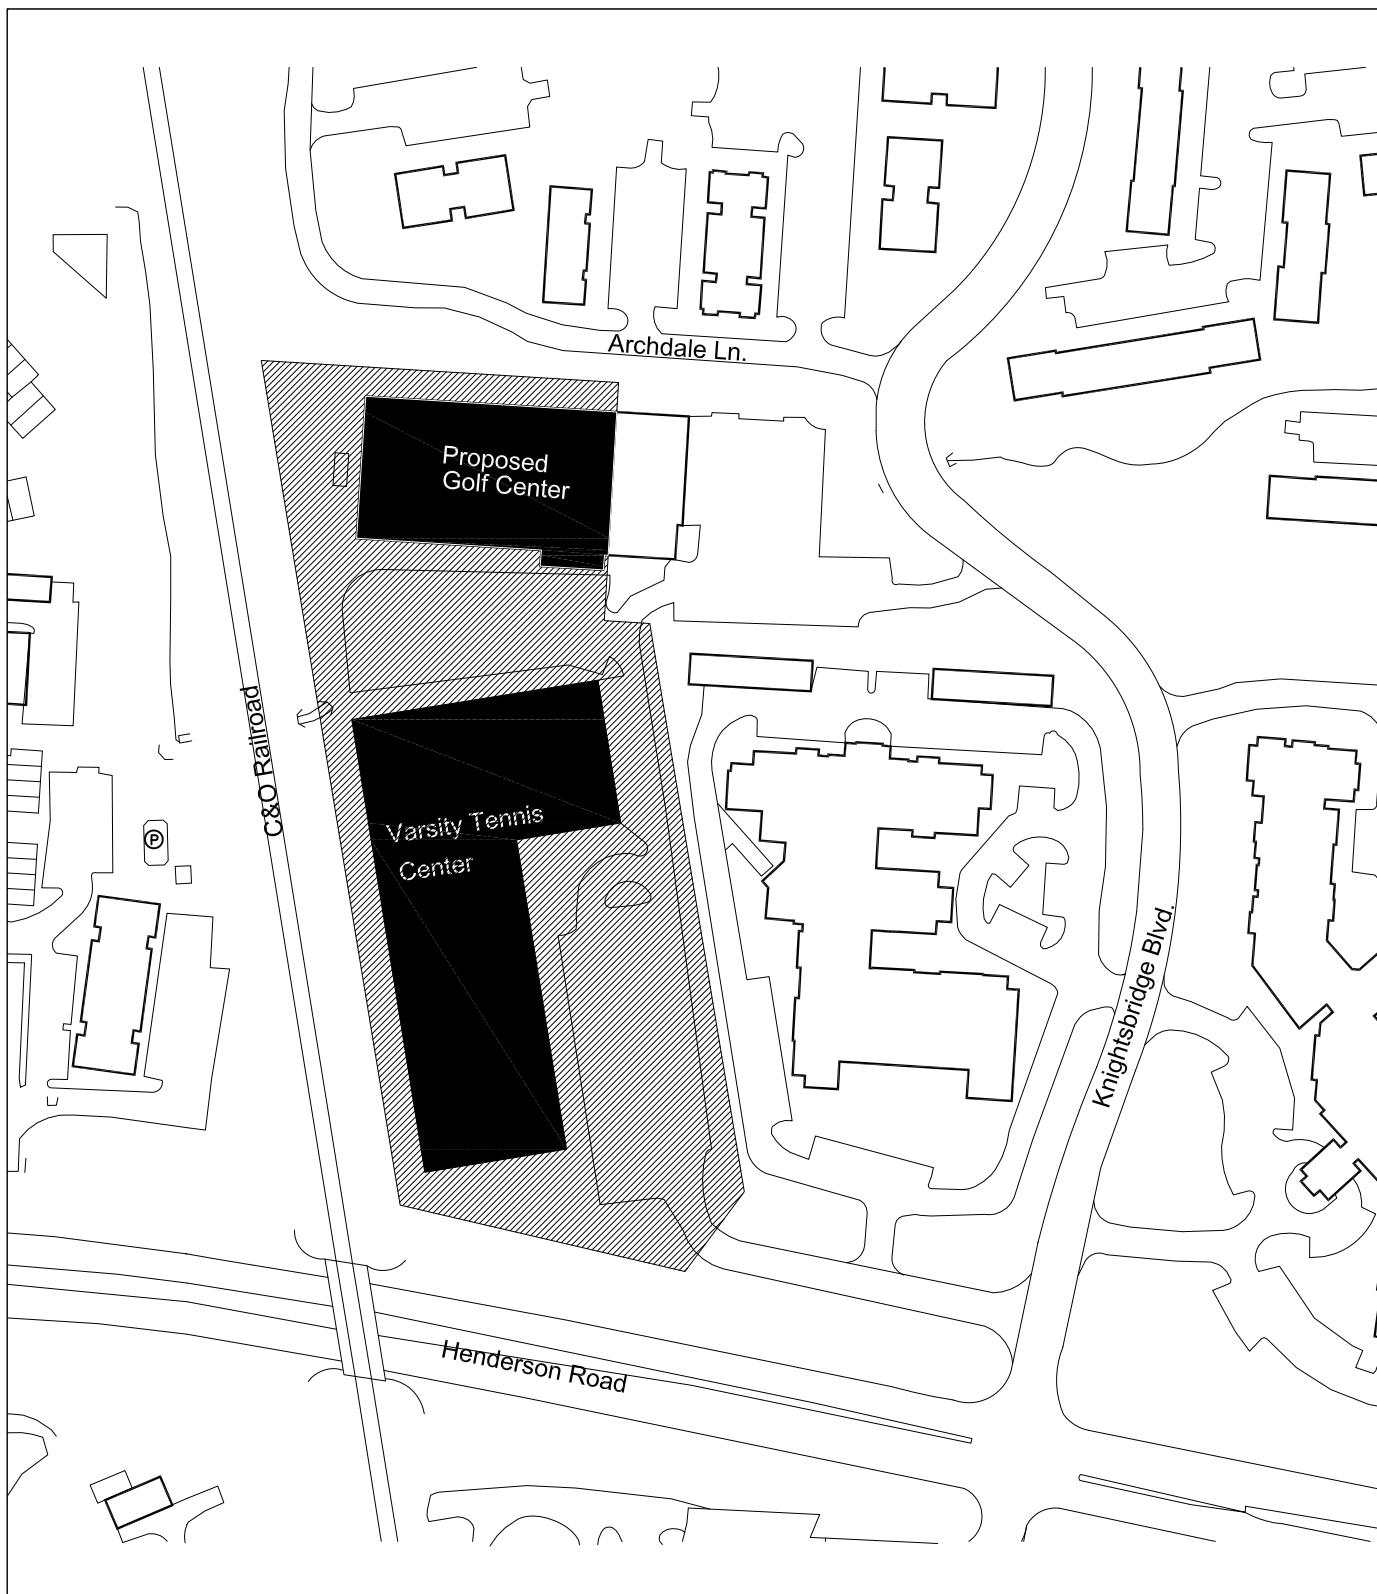 Archdale Ln.
Proposed
Golf Center
C&O Railroad
Varsity Tennis
Center
P
Knightsbridge Blvd.
Henderson Road